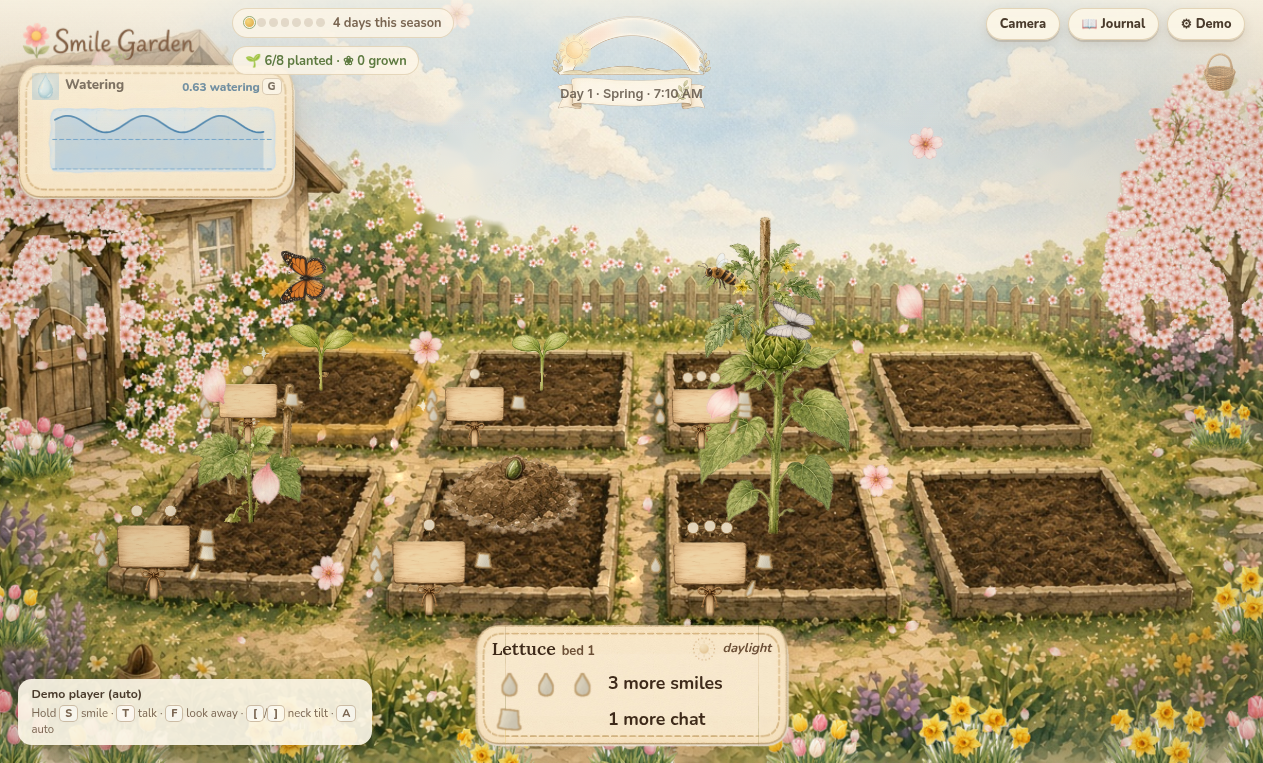 Smile Garden
4 days this season
6/8 planted · ❀ 0 grown
Watering
0.63 watering G
Day 1 · Spring · 7:10 AM
Camera
Journal
Demo
Lettuce bed 1
daylight
3 more smiles
1 more chat
Demo player (auto)
Hold S smile · T talk · F look away · [ / ] neck tilt · A
auto